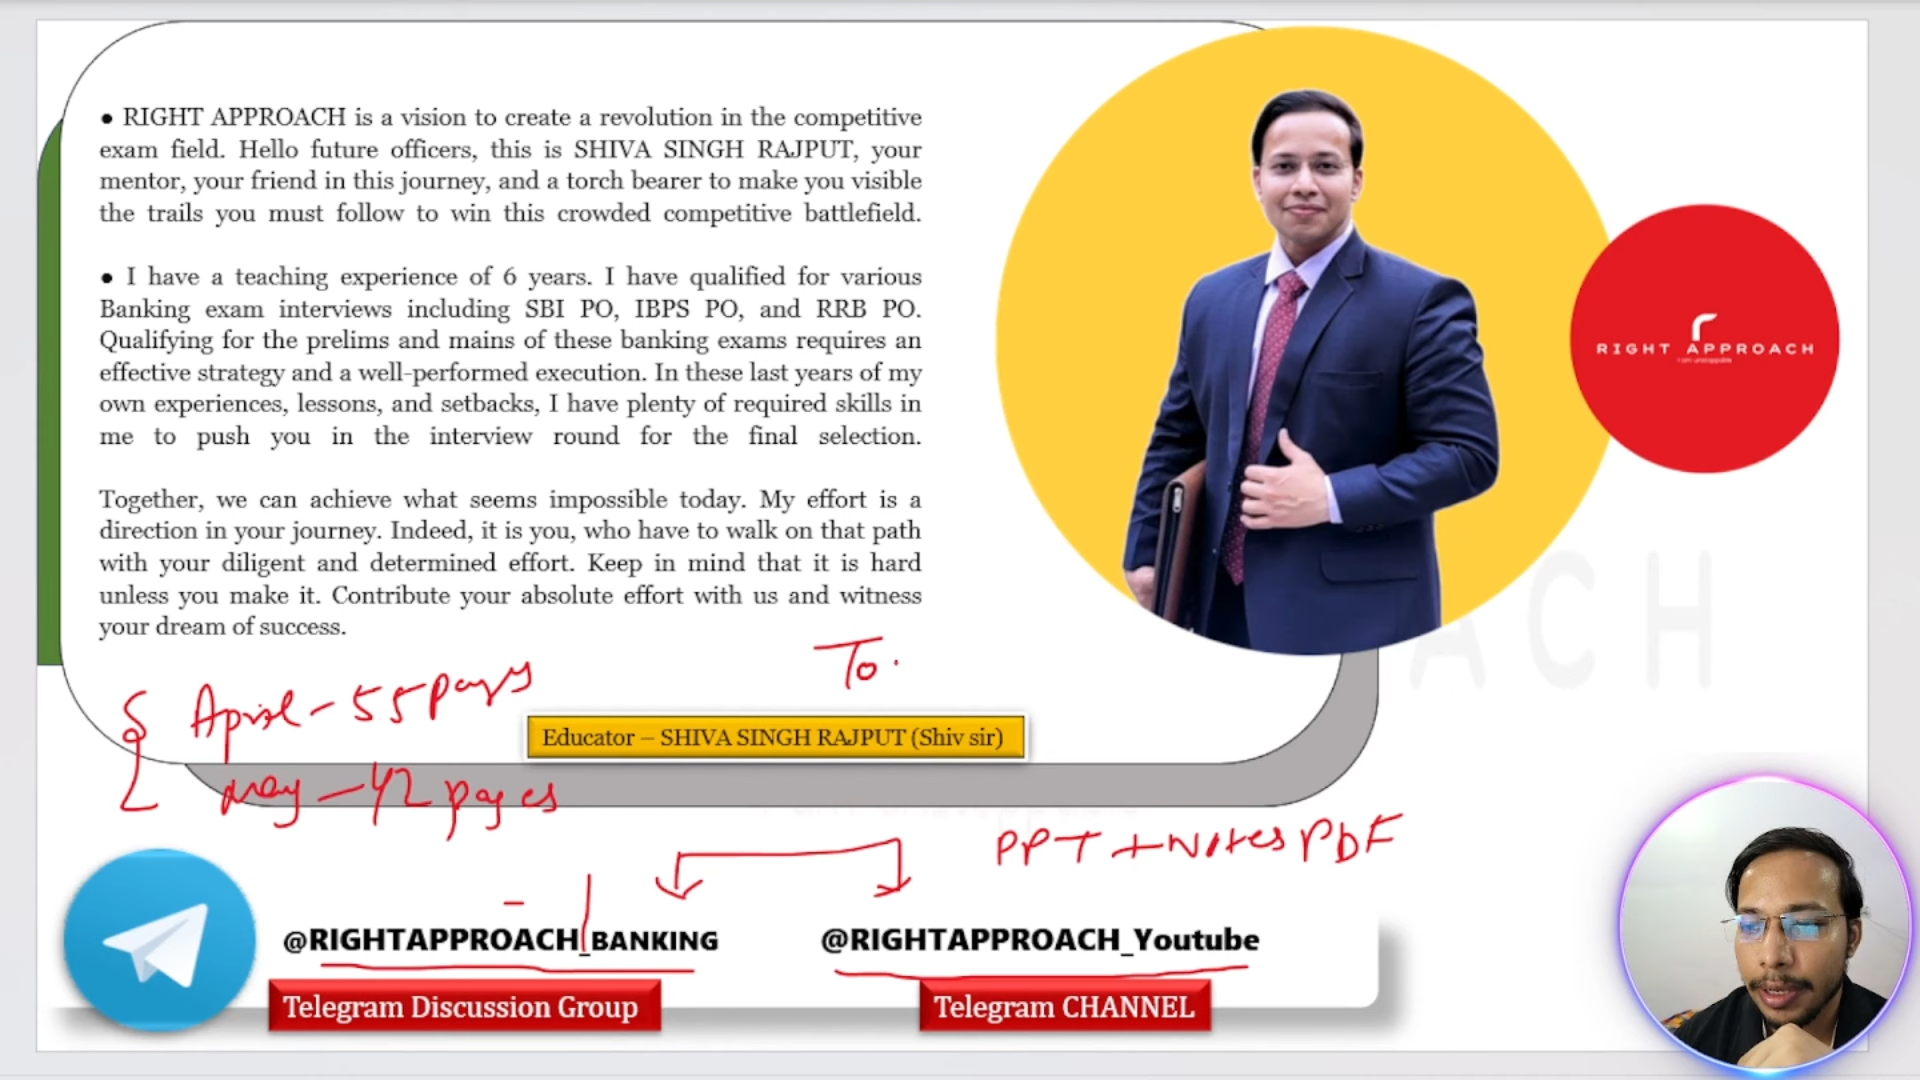 ● RIGHT APPROACH is a vision to create a revolution in the competitive
exam field. Hello future officers, this is SHIVA SINGH RAJPUT, your
mentor, your friend in this journey, and a torch bearer to make you visible
the trails you must follow to win this crowded competitive battlefield.
● I have a teaching experience of 6 years. I have qualified for various
Banking exam interviews including SBI PO, IBPS PO, and RRB PO.
Qualifying for the prelims and mains of these banking exams requires an
effective strategy and a well-performed execution. In these last years of my
own experiences, lessons, and setbacks, I have plenty of required skills in
me to push you in the interview round for the final selection.
Together, we can achieve what seems impossible today. My effort is a
direction in your journey. Indeed, it is you, who have to walk on that path
with your diligent and determined effort. Keep in mind that it is hard
unless you make it. Contribute your absolute effort with us and witness
your dream of success.
RIGHT APPROACH
I am unstoppable
ACH
To.
April - 55 pages
Educator – SHIVA SINGH RAJPUT (Shiv sir)
May - 42 pages
PPT + Notes PDF
@RIGHTAPPROACH_BANKING
@RIGHTAPPROACH_Youtube
Telegram Discussion Group
Telegram CHANNEL